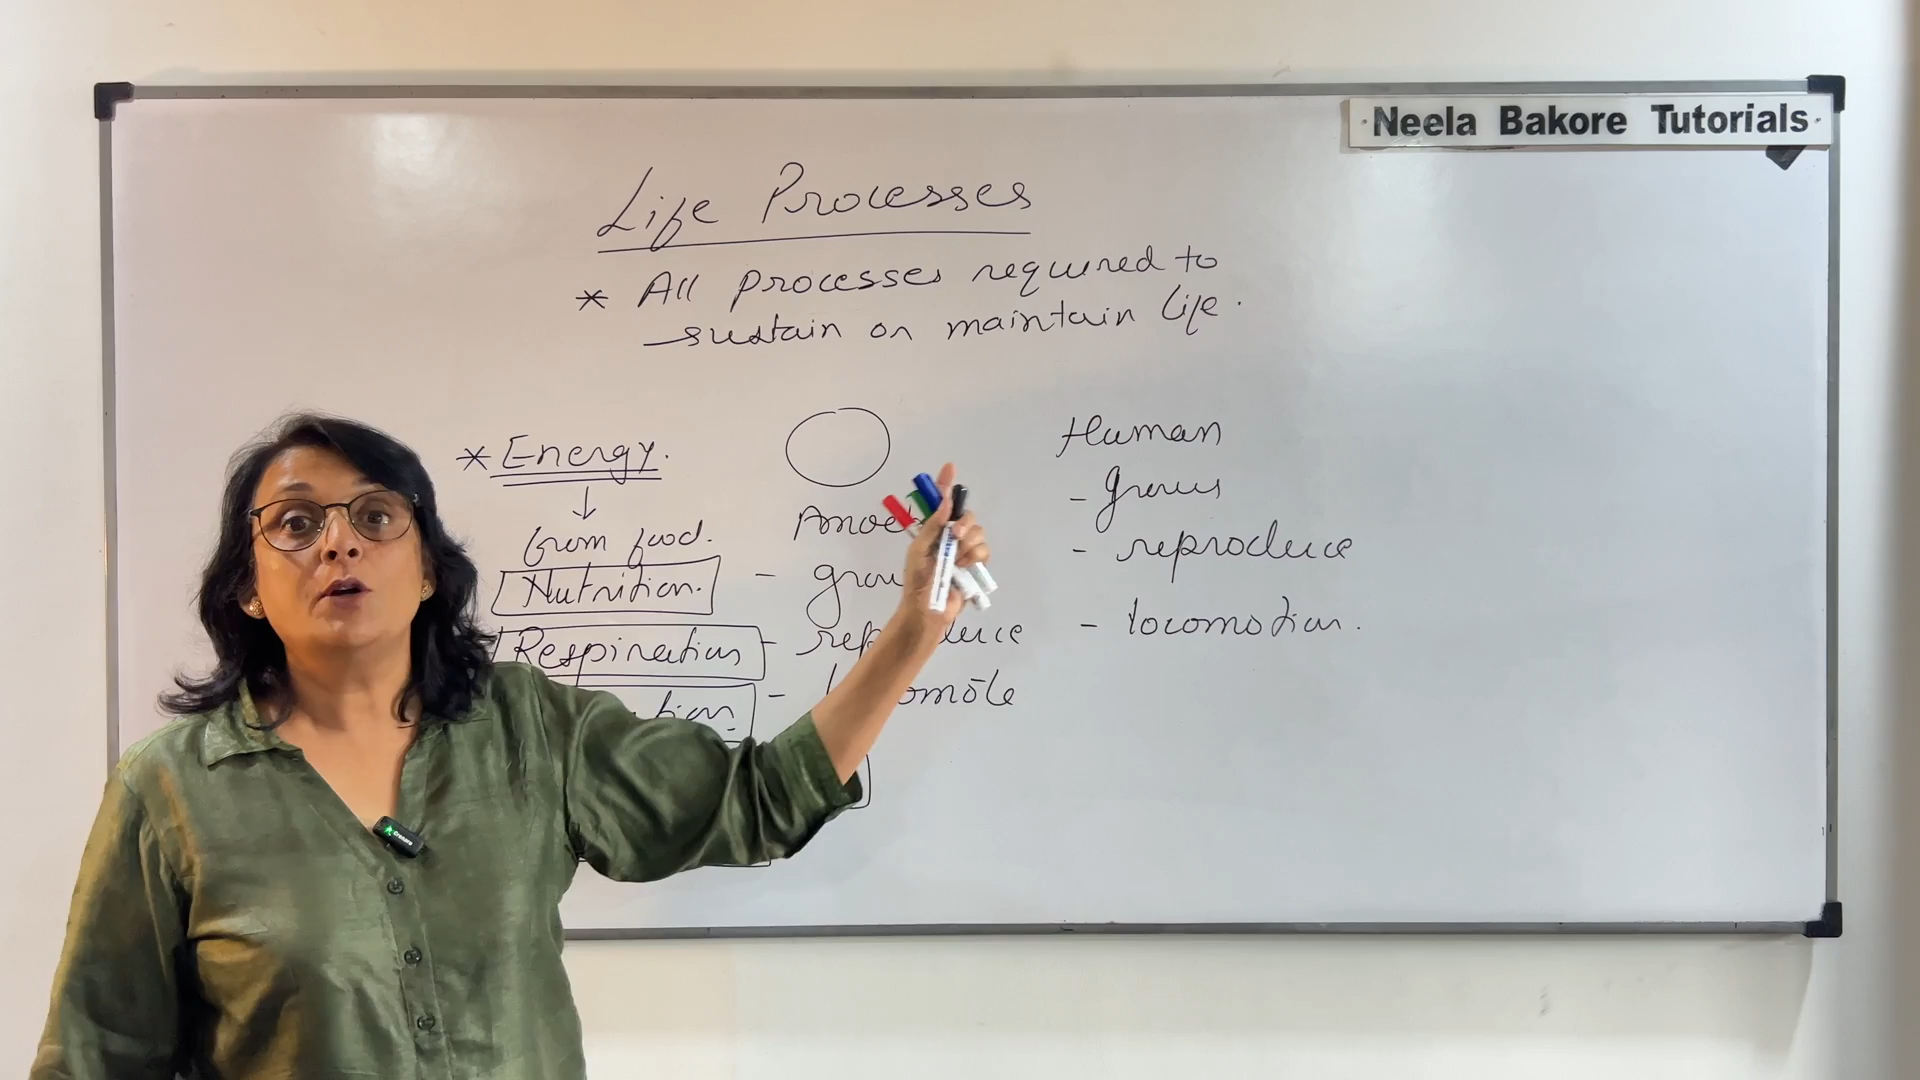 Neela Bakore Tutorials
Life Processes
* All processes required to
sustain or maintain life.
* Energy.
↓
from food.
Nutrition.
Respiration
Human
- grows
- reproduce
- locomotion.